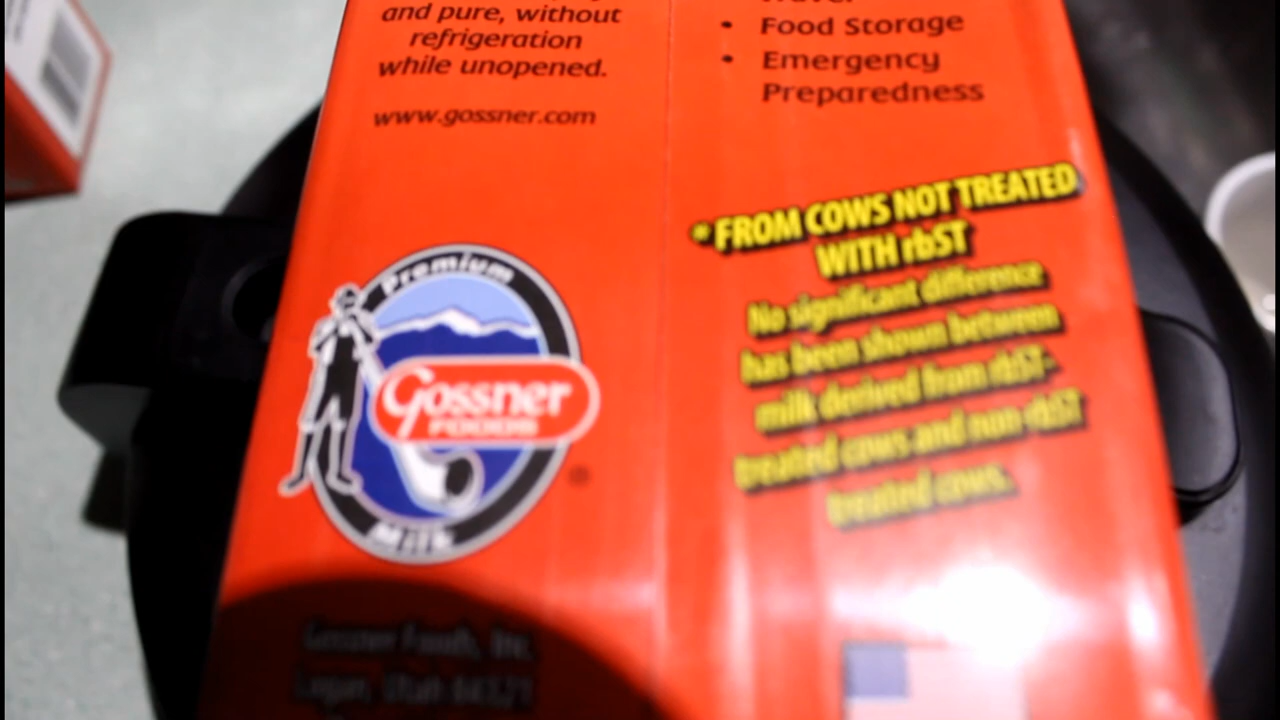 and pure, without
refrigeration
while unopened.
www.gossner.com
• Food Storage
• Emergency
Preparedness
* FROM COWS NOT TREATED
WITH rbST
No significant difference
has been shown between
milk derived from rbST-
treated cows and non-rbST
treated cows.
Premium
Gossner
FOODS
Milk
®
Gossner Foods, Inc.
Logan, Utah 84321